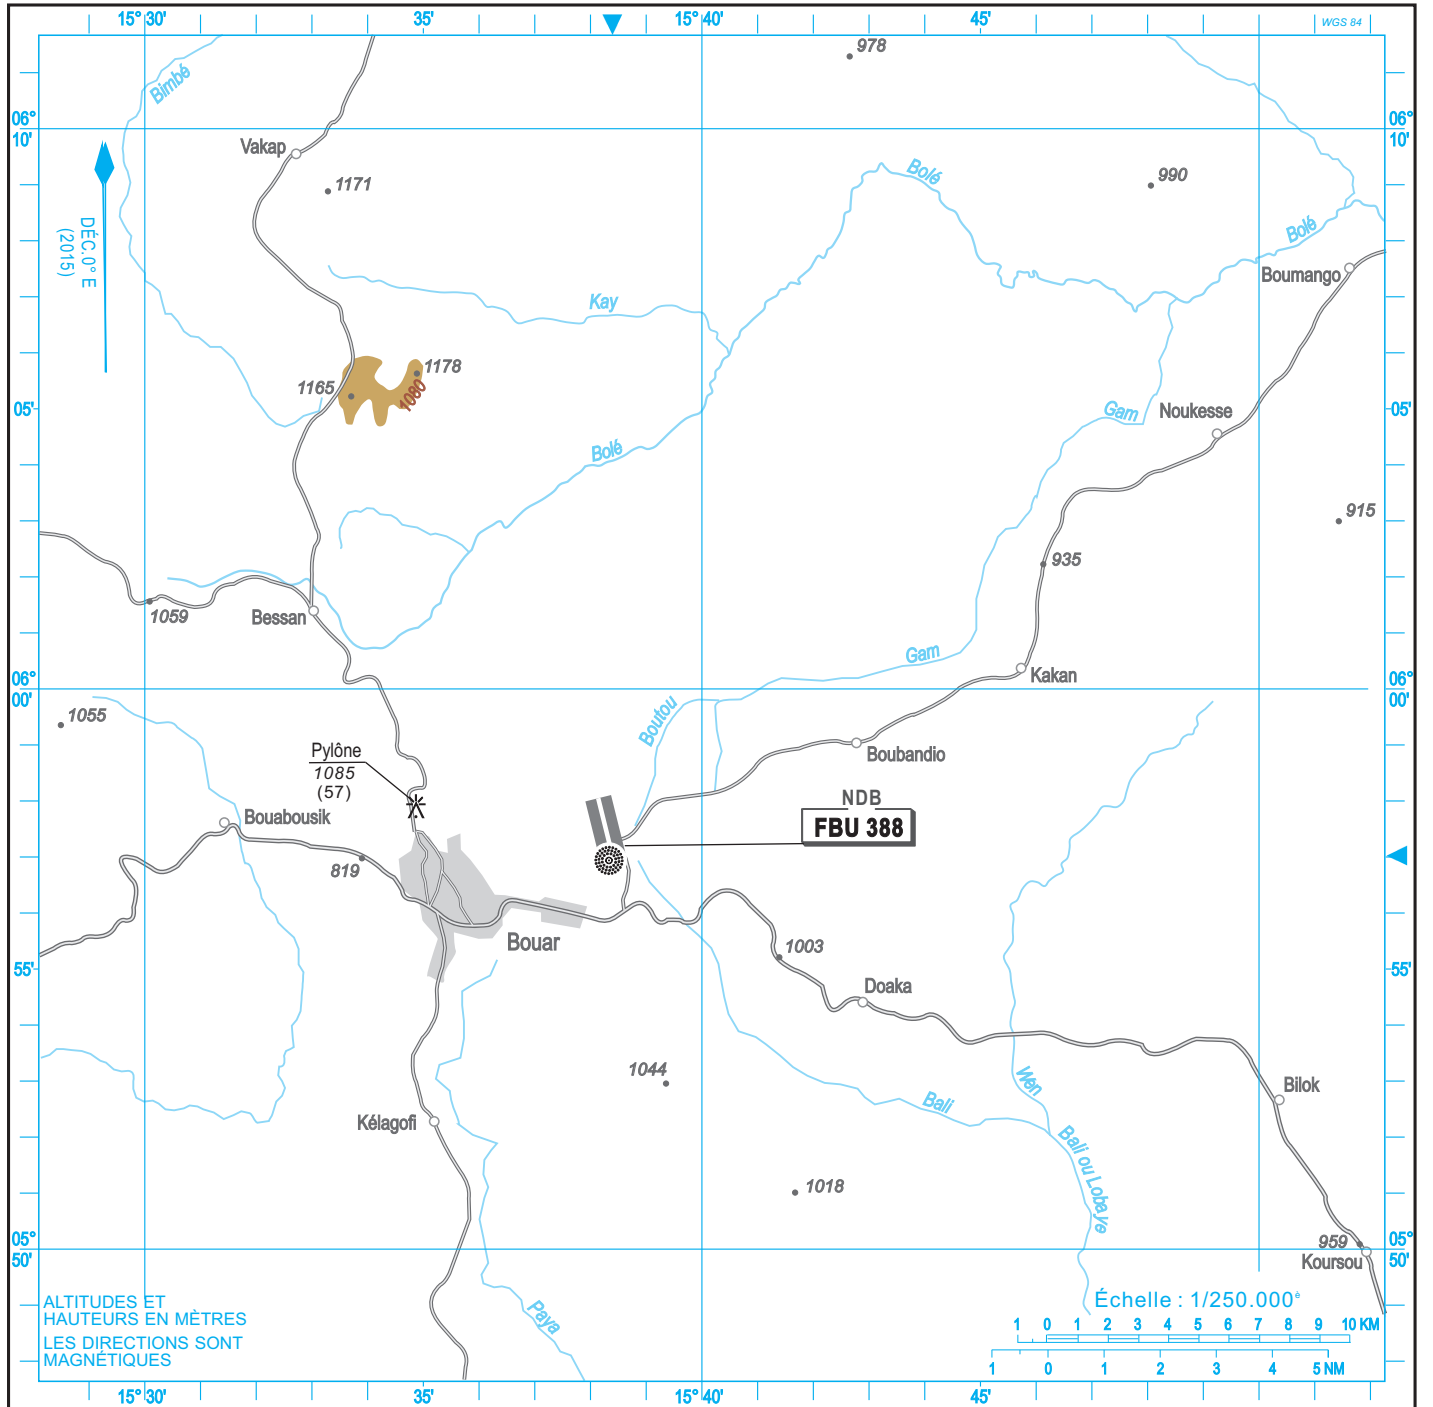 15° 30'
35'
15° 40'
45'
WGS 84
978
Bimbé
06°
10'
06°
10'
Vakap
1171
Bolé
990
DÉC.0° E
(2015)
Bolé
Boumango
Kay
1178
1165
1080
05'
05'
Gam
Noukesse
Bolé
915
935
1059
Bessan
Gam
Kakan
06°
00'
06°
00'
1055
Boutou
Pylône
1085
(57)
Boubandio
NDB
FBU 388
Bouabousik
819
Bouar
1003
55'
55'
Doaka
1044
Wen
Bilok
Bali
Kélagofi
Bali ou Lobaye
1018
05°
50'
959
05°
50'
Koursou
ALTITUDES ET
HAUTEURS EN MÈTRES
LES DIRECTIONS SONT
MAGNÉTIQUES
Paya
Échelle : 1/250.000è
1 0 1 2 3 4 5 6 7 8 9 10 KM
1 0 1 2 3 4 5 NM
15° 30'
35'
15° 40'
45'